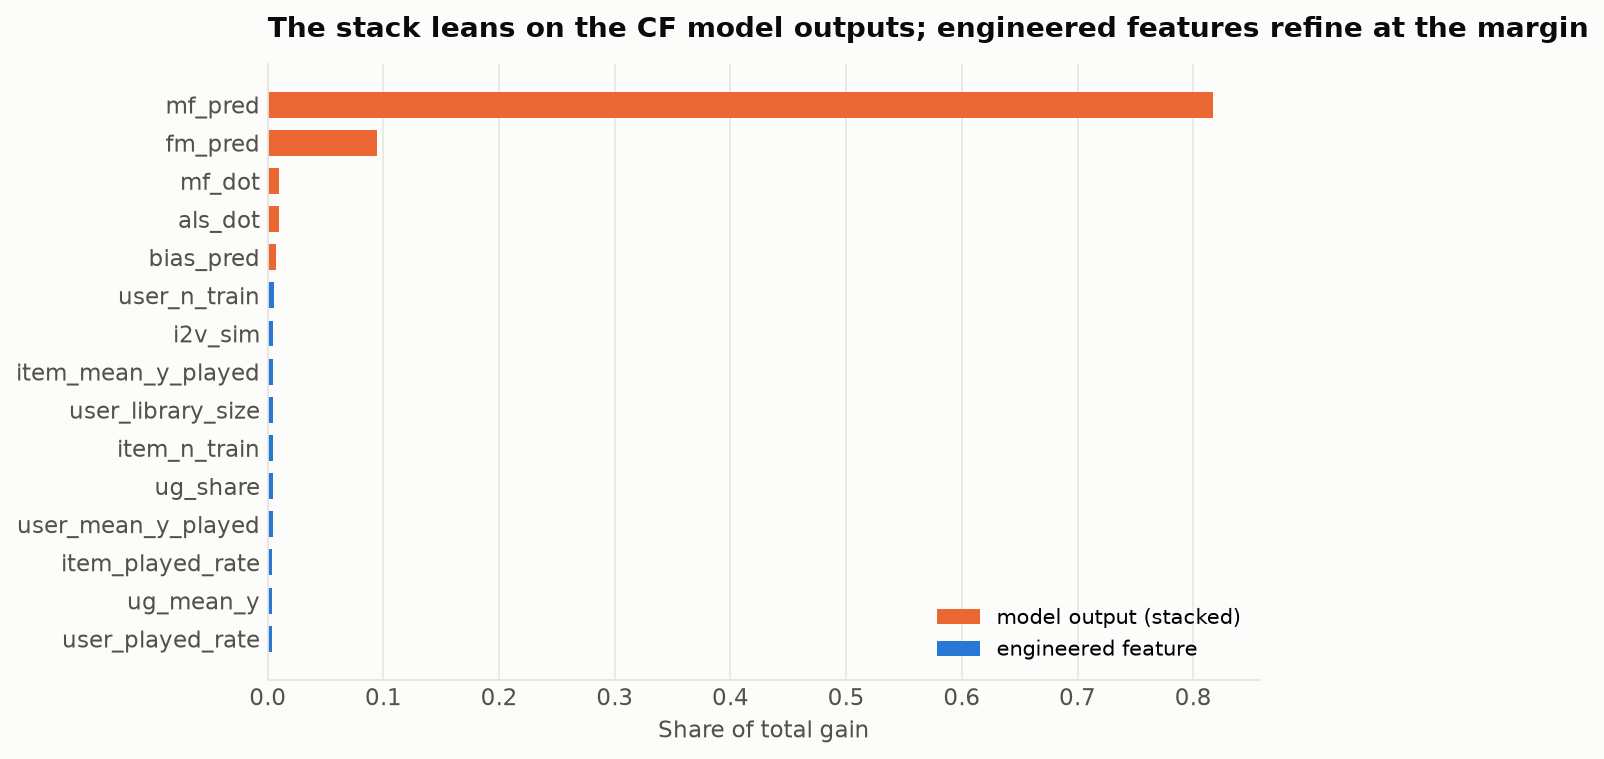 The stack leans on the CF model outputs; engineered features refine at the margin
mf_pred
fm_pred
mf_dot
als_dot
bias_pred
user_n_train
i2v_sim
item_mean_y_played
user_library_size
item_n_train
ug_share
user_mean_y_played
item_played_rate
ug_mean_y
user_played_rate
model output (stacked)
engineered feature
0.0 0.1 0.2 0.3 0.4 0.5 0.6 0.7 0.8
Share of total gain